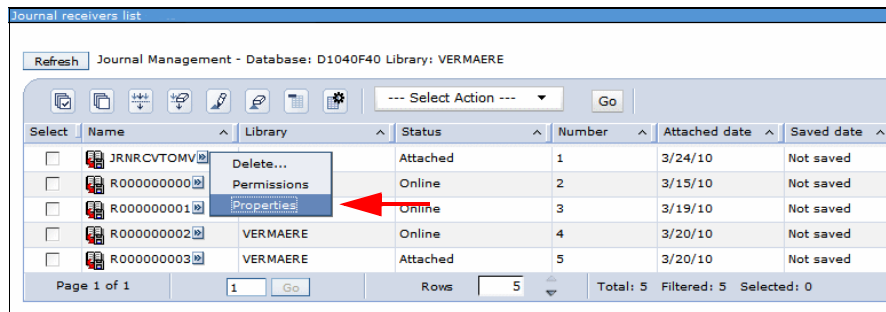 Journal receivers list
Refresh Journal Management - Database: D1040F40 Library: VERMAERE
--- Select Action --- Go
Select Name Library Status Number Attached date Saved date
JRNRCVTOMV Attached 1 3/24/10 Not saved
Delete...
R000000000 Online 2 3/15/10 Not saved
Permissions
R000000001 Online 3 3/19/10 Not saved
Properties
R000000002 VERMAERE Online 4 3/20/10 Not saved
R000000003 VERMAERE Attached 5 3/20/10 Not saved
Page 1 of 1 1 Go Rows 5 Total: 5 Filtered: 5 Selected: 0